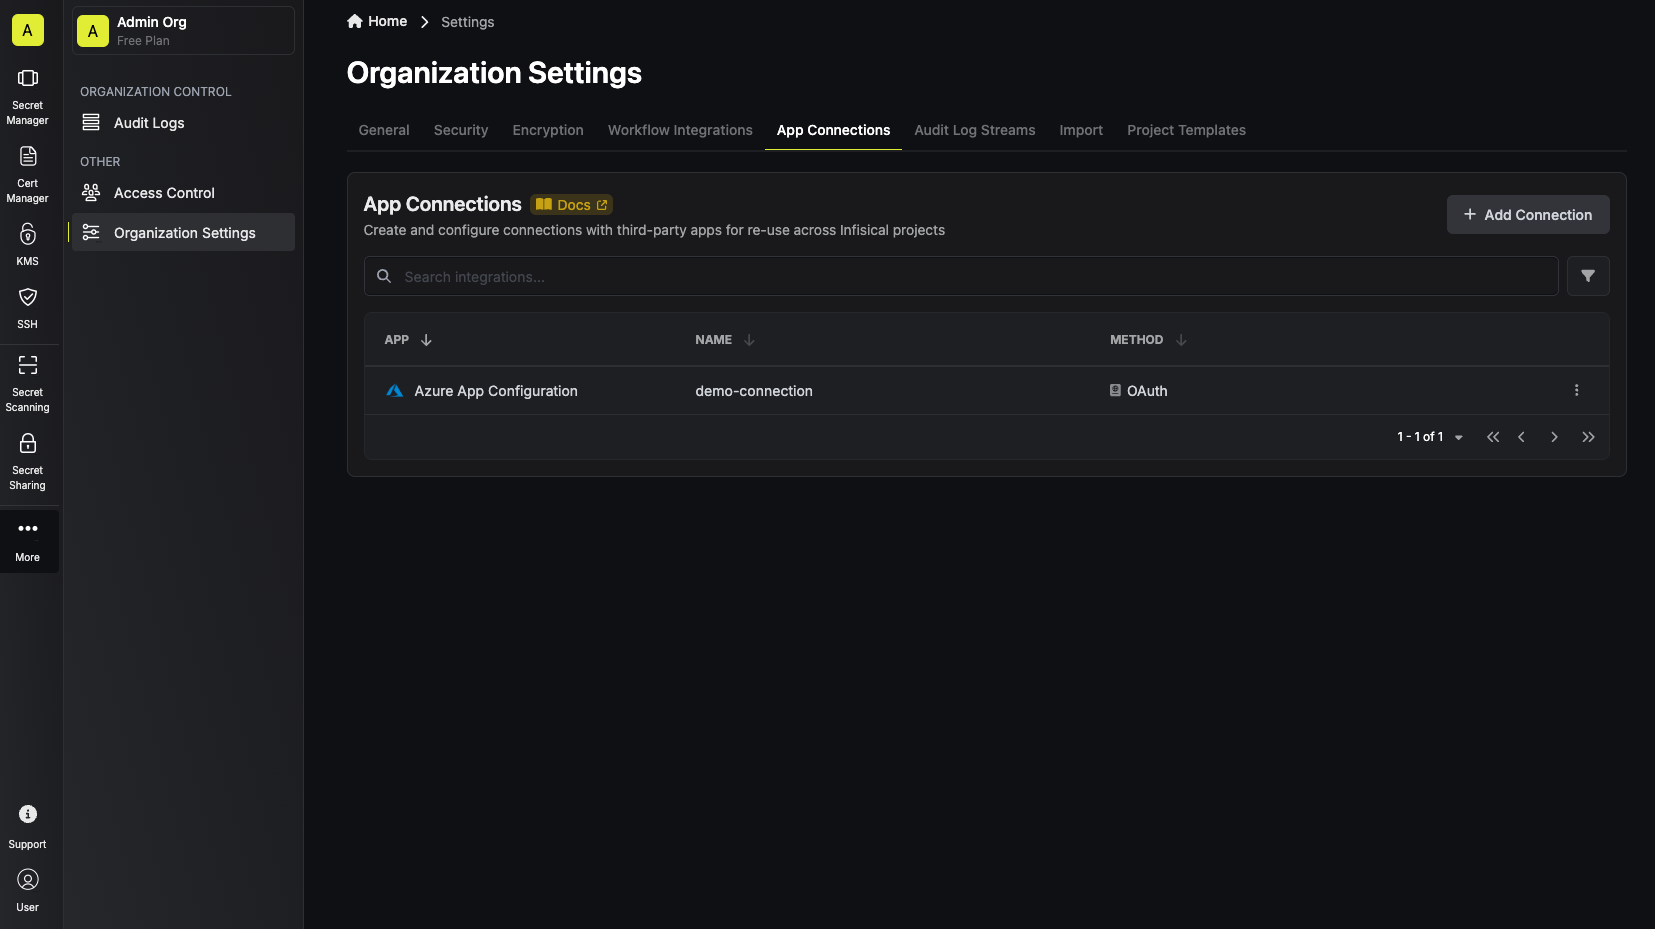 A
Secret
Manager
Cert
Manager
KMS
SSH
Secret
Scanning
Secret
Sharing
More
Support
User
A
Admin Org
Free Plan
ORGANIZATION CONTROL
Audit Logs
OTHER
Access Control
Organization Settings
Home
Settings
Organization Settings
General Security Encryption Workflow Integrations App Connections Audit Log Streams Import Project Templates
App Connections Docs
Create and configure connections with third-party apps for re-use across Infisical projects
Add Connection
Search integrations...
APP NAME METHOD
Azure App Configuration demo-connection OAuth
1 - 1 of 1